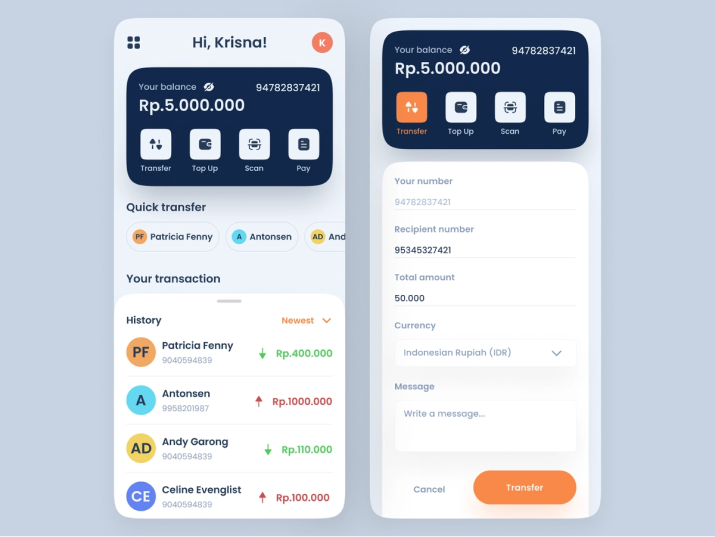 Hi, Krisna!
K
Your balance
94782837421
Rp.5.000.000
Transfer
Top Up
Scan
Pay
Quick transfer
PF Patricia Fenny
A Antonsen
AD And
Your transaction
History
Newest
PF
Patricia Fenny
9040594839
Rp.400.000
A
Antonsen
9958201987
Rp.1000.000
AD
Andy Garong
9040594839
Rp.110.000
CE
Celine Evenglist
9040594839
Rp.100.000
Your balance
94782837421
Rp.5.000.000
Transfer
Top Up
Scan
Pay
Your number
94782837421
Recipient number
95345327421
Total amount
50.000
Currency
Indonesian Rupiah (IDR)
Message
Write a message...
Cancel
Transfer